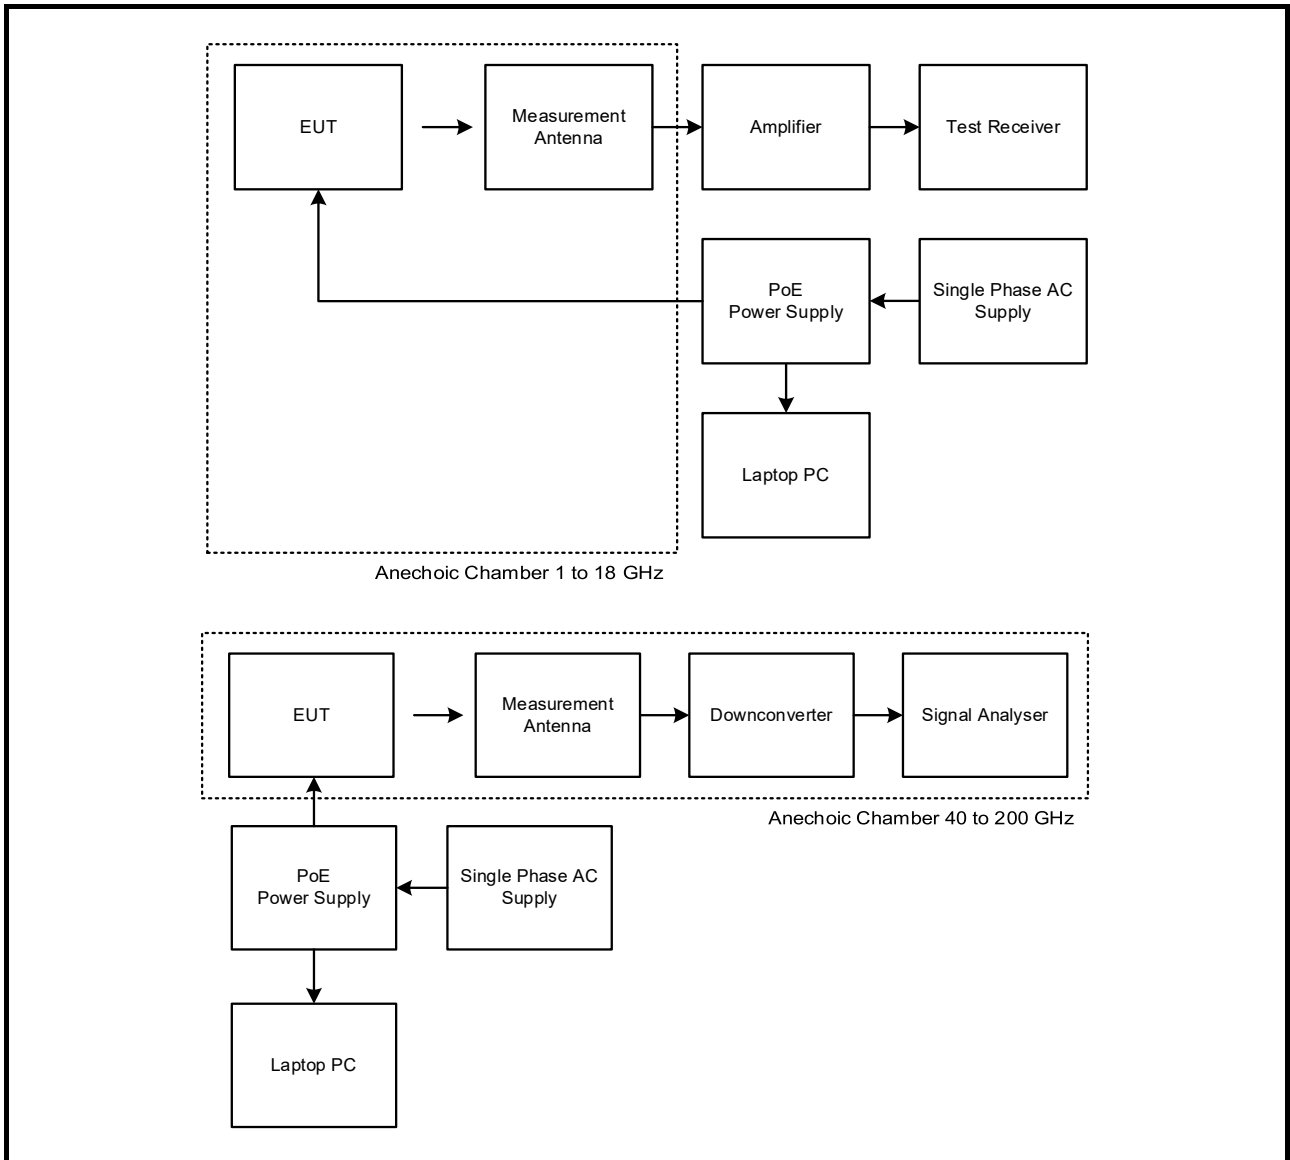 EUT
Measurement
Antenna
Amplifier
Test Receiver
PoE
Power Supply
Single Phase AC
Supply
Laptop PC
Anechoic Chamber 1 to 18 GHz
EUT
Measurement
Antenna
Downconverter
Signal Analyser
Anechoic Chamber 40 to 200 GHz
PoE
Power Supply
Single Phase AC
Supply
Laptop PC